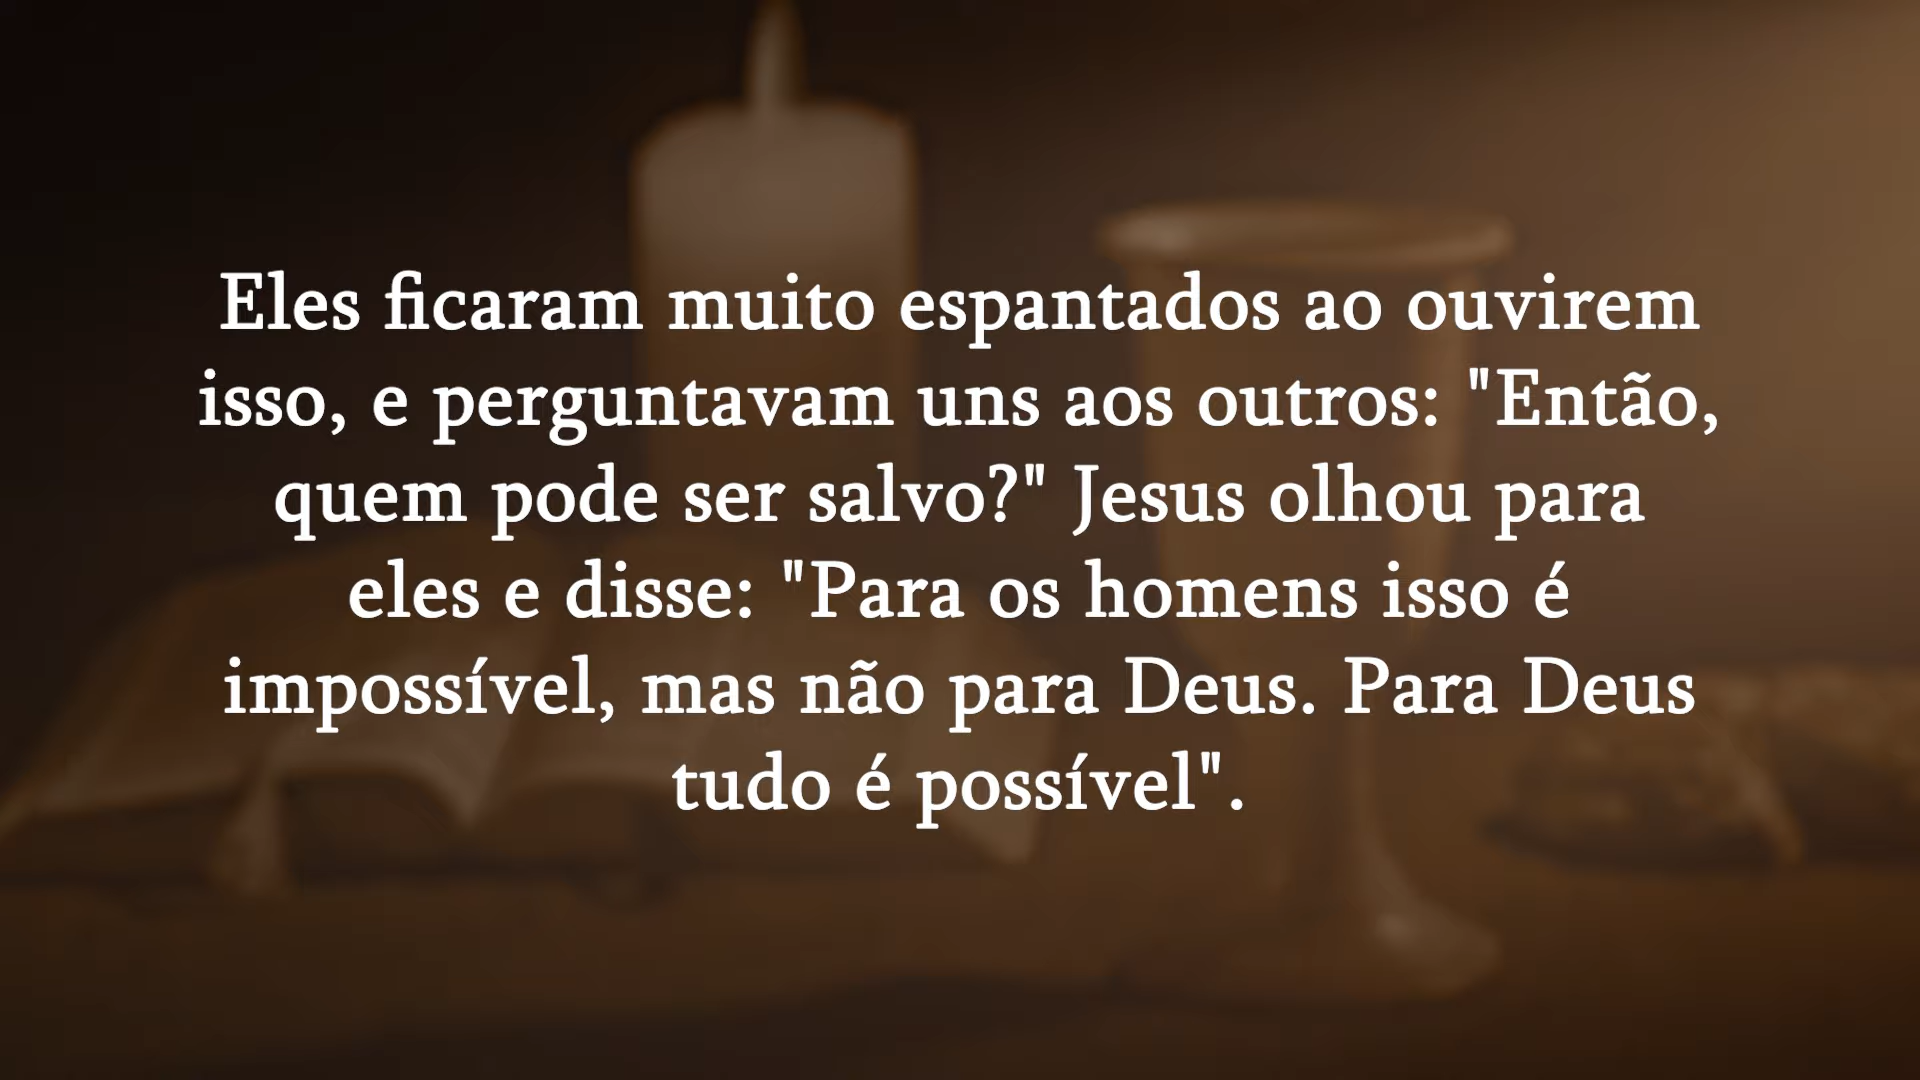 Eles ficaram muito espantados ao ouvirem
isso, e perguntavam uns aos outros: "Então,
quem pode ser salvo?" Jesus olhou para
eles e disse: "Para os homens isso é
impossível, mas não para Deus. Para Deus
tudo é possível".